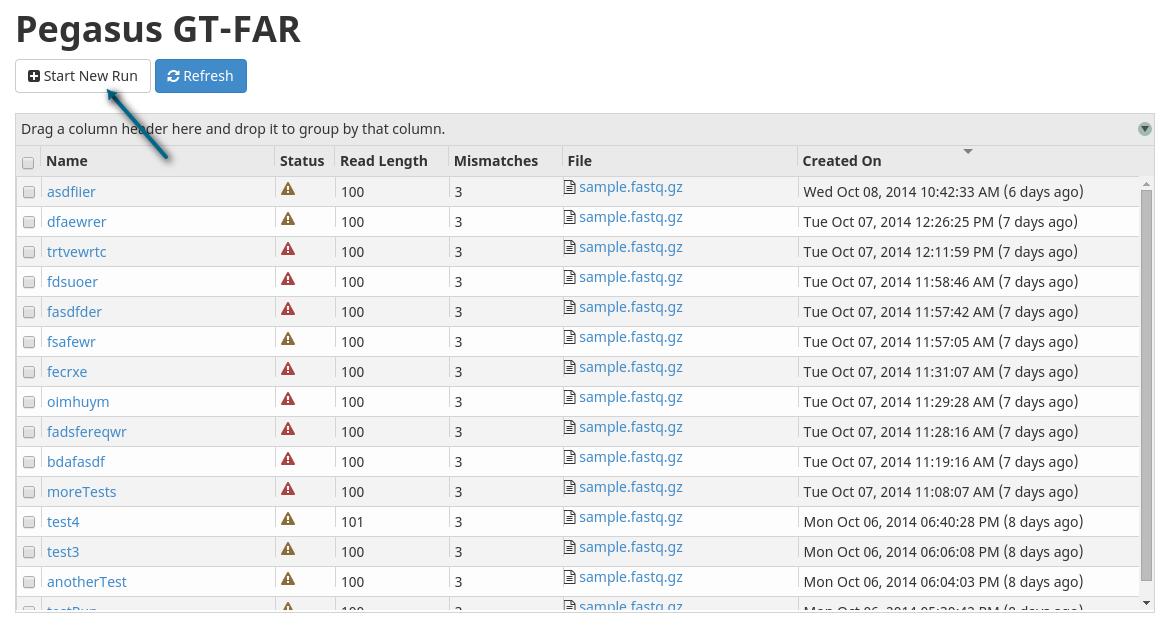 Pegasus GT-FAR
Start New Run Refresh
Drag a column header here and drop it to group by that column.
Name Status Read Length Mismatches File Created On
asdfiier 100 3 sample.fastq.gz Wed Oct 08, 2014 10:42:33 AM (6 days ago)
dfaewrer 100 3 sample.fastq.gz Tue Oct 07, 2014 12:26:25 PM (7 days ago)
trtvewrtc 100 3 sample.fastq.gz Tue Oct 07, 2014 12:11:59 PM (7 days ago)
fdsuoer 100 3 sample.fastq.gz Tue Oct 07, 2014 11:58:46 AM (7 days ago)
fasdfder 100 3 sample.fastq.gz Tue Oct 07, 2014 11:57:42 AM (7 days ago)
fsafewr 100 3 sample.fastq.gz Tue Oct 07, 2014 11:57:05 AM (7 days ago)
fecrxe 100 3 sample.fastq.gz Tue Oct 07, 2014 11:31:07 AM (7 days ago)
oimhuym 100 3 sample.fastq.gz Tue Oct 07, 2014 11:29:28 AM (7 days ago)
fadsfereqwr 100 3 sample.fastq.gz Tue Oct 07, 2014 11:28:16 AM (7 days ago)
bdafasdf 100 3 sample.fastq.gz Tue Oct 07, 2014 11:19:16 AM (7 days ago)
moreTests 100 3 sample.fastq.gz Tue Oct 07, 2014 11:08:07 AM (7 days ago)
test4 101 3 sample.fastq.gz Mon Oct 06, 2014 06:40:28 PM (8 days ago)
test3 100 3 sample.fastq.gz Mon Oct 06, 2014 06:06:08 PM (8 days ago)
anotherTest 100 3 sample.fastq.gz Mon Oct 06, 2014 06:04:03 PM (8 days ago)
sample.fastq.gz